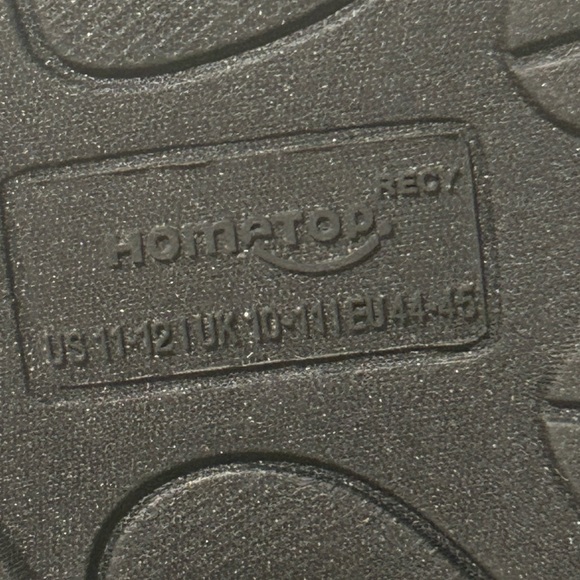 RECY
HOMETOP.
US 11-12 | UK 10-11 | EU 44-45